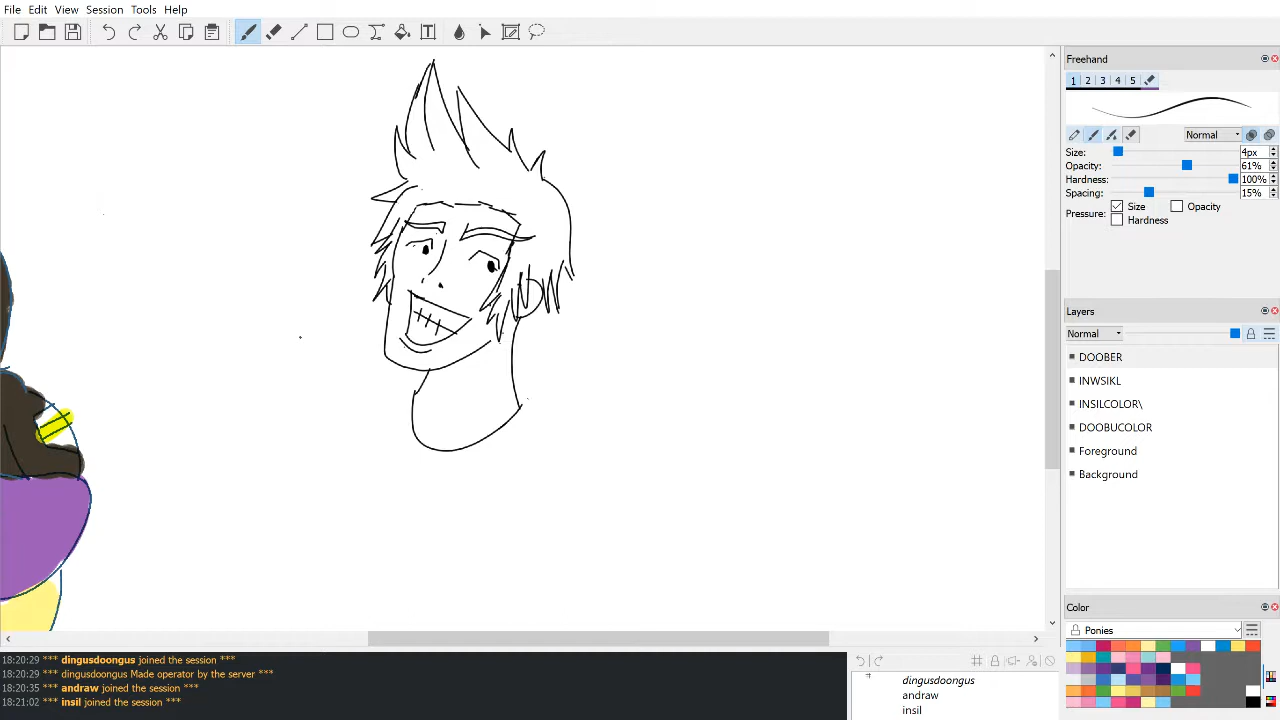 File Edit View Session Tools Help
Freehand
1 2 3 4 5
Normal
Size: 4px
Opacity: 61%
Hardness: 100%
Spacing: 15%
Pressure: Size Opacity
Hardness
Layers
Normal
DOOBER
INWSIKL
INSILCOLOR\
DOOBUCOLOR
Foreground
Background
Color
Ponies
18:20:29 *** dingusdoongus joined the session ***
18:20:29 *** dingusdoongus Made operator by the server ***
18:20:35 *** andraw joined the session ***
18:21:02 *** insil joined the session ***
dingusdoongus
andraw
insil